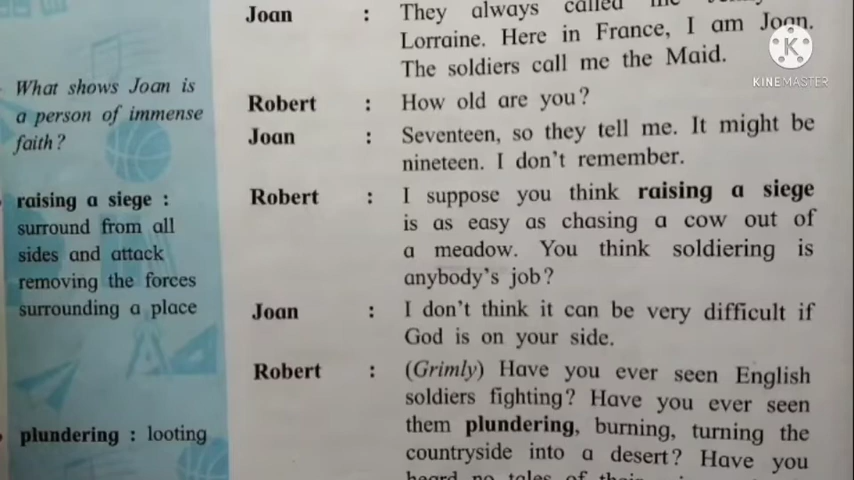 Joan : They always called me
Lorraine. Here in France, I am Joan.
The soldiers call me the Maid.
Robert : How old are you?
Joan : Seventeen, so they tell me. It might be
nineteen. I don't remember.
Robert : I suppose you think raising a siege
is as easy as chasing a cow out of
a meadow. You think soldiering is
anybody's job?
Joan : I don't think it can be very difficult if
God is on your side.
Robert : (Grimly) Have you ever seen English
soldiers fighting? Have you ever seen
them plundering, burning, turning the
countryside into a desert? Have you
heard no tales of their
What shows Joan is
a person of immense
faith?
raising a siege :
surround from all
sides and attack
removing the forces
surrounding a place
plundering : looting
K
KINEMASTER